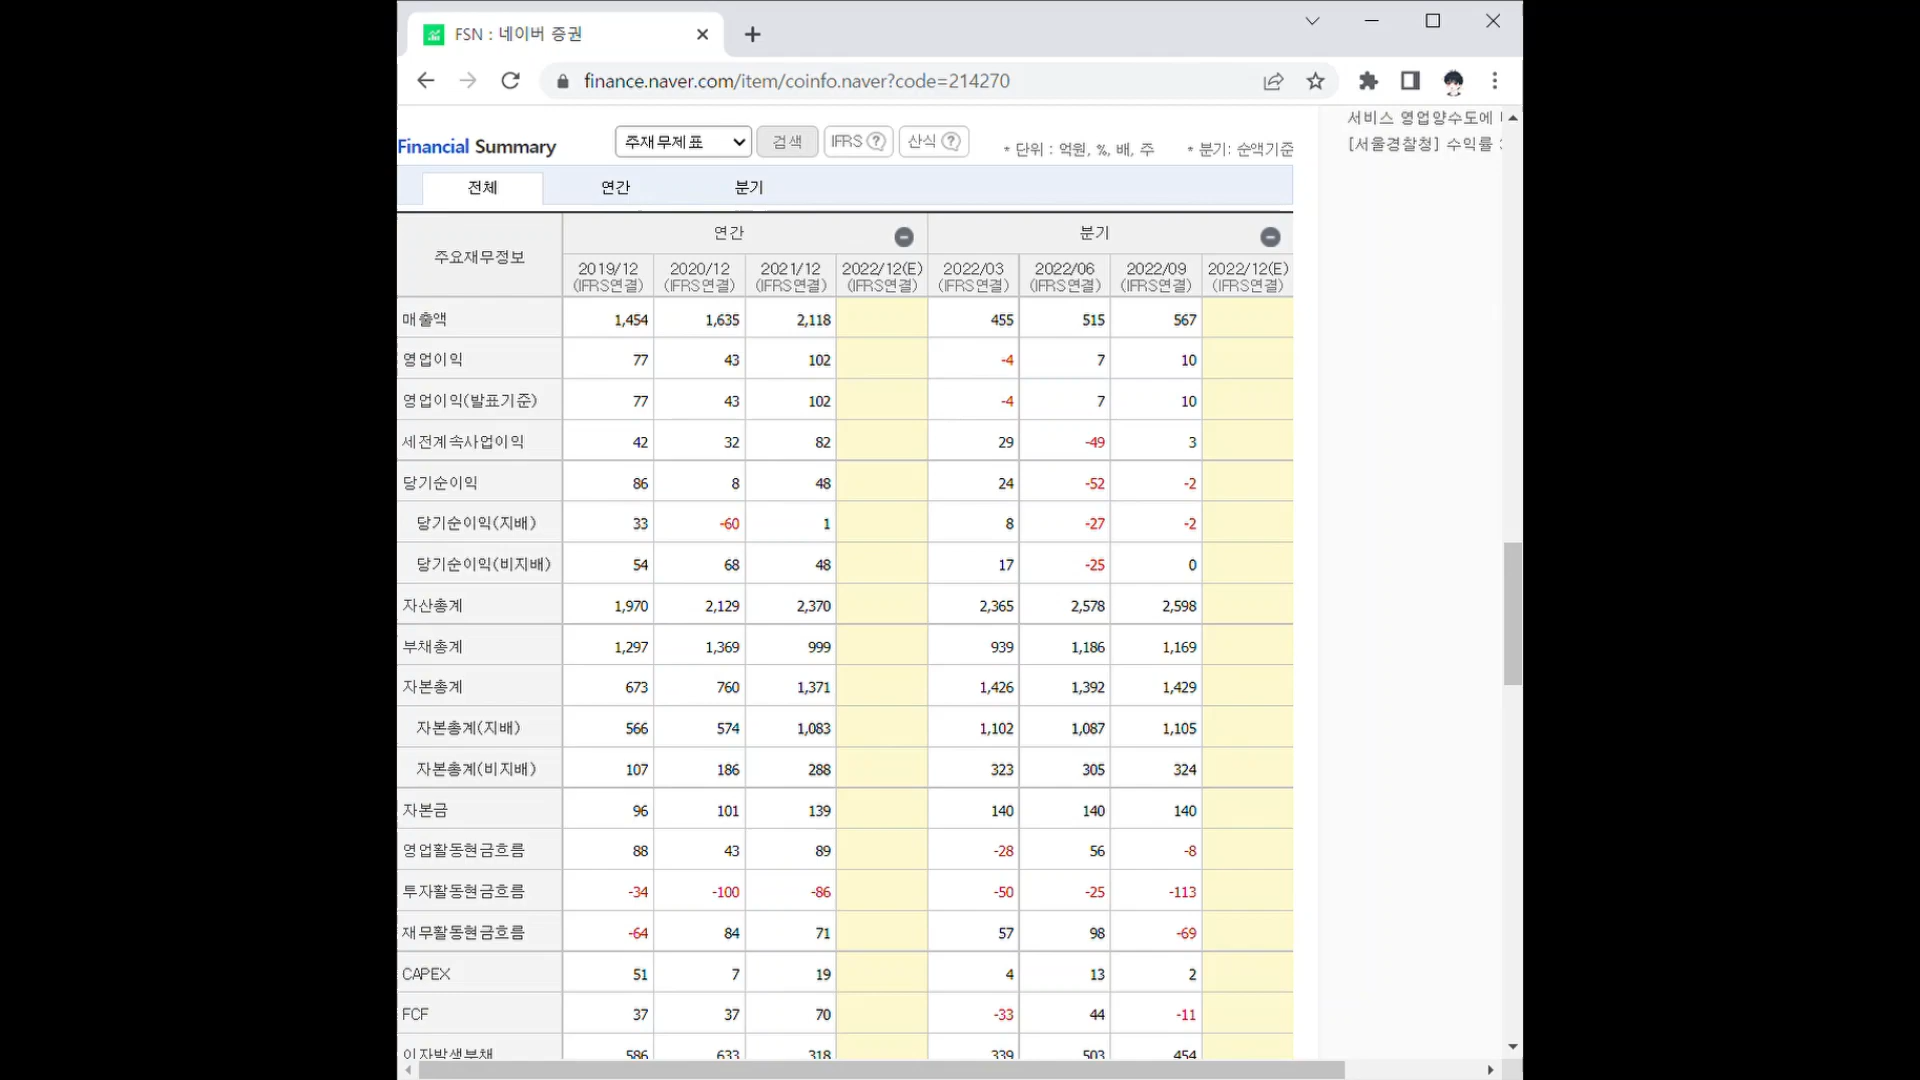 FSN : 네이버 증권
finance.naver.com/item/coinfo.naver?code=214270
서비스 영업양수도에
[서울경찰청] 수익률
Financial Summary 주재무제표 검색 IFRS ? 산식 ? * 단위 : 억원, %, 배, 주 * 분기: 순액기준
전체 연간 분기
주요재무정보 연간 분기
2019/12 2020/12 2021/12 2022/12(E) 2022/03 2022/06 2022/09 2022/12(E)
(IFRS연결) (IFRS연결) (IFRS연결) (IFRS연결) (IFRS연결) (IFRS연결) (IFRS연결) (IFRS연결)
매출액 1,454 1,635 2,118 455 515 567
영업이익 77 43 102 -4 7 10
영업이익(발표기준) 77 43 102 -4 7 10
세전계속사업이익 42 32 82 29 -49 3
당기순이익 86 8 48 24 -52 -2
당기순이익(지배) 33 -60 1 8 -27 -2
당기순이익(비지배) 54 68 48 17 -25 0
자산총계 1,970 2,129 2,370 2,365 2,578 2,598
부채총계 1,297 1,369 999 939 1,186 1,169
자본총계 673 760 1,371 1,426 1,392 1,429
자본총계(지배) 566 574 1,083 1,102 1,087 1,105
자본총계(비지배) 107 186 288 323 305 324
자본금 96 101 139 140 140 140
영업활동현금흐름 88 43 89 -28 56 -8
투자활동현금흐름 -34 -100 -86 -50 -25 -113
재무활동현금흐름 -64 84 71 57 98 -69
CAPEX 51 7 19 4 13 2
FCF 37 37 70 -33 44 -11
이자발생부채 586 633 318 339 503 454